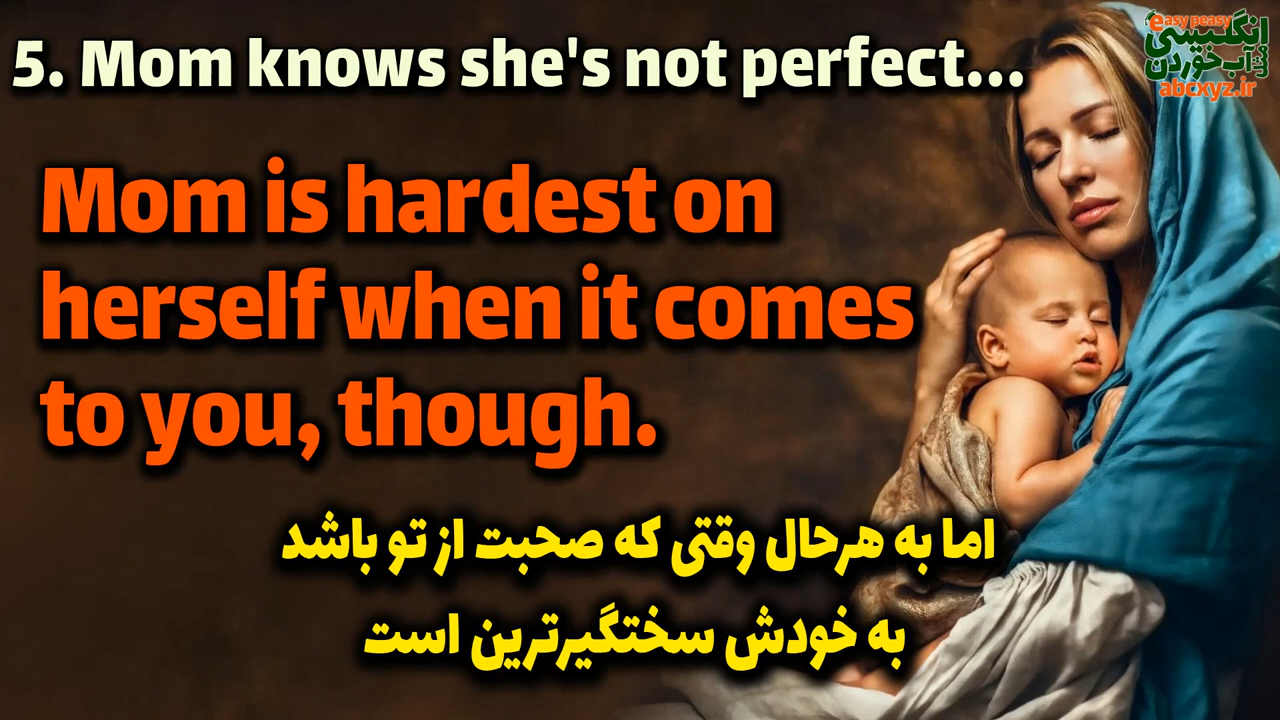 easy peasy
انگلیسی
آب خوردن
abcxyz.ir
5. Mom knows she's not perfect...
Mom is hardest on
herself when it comes
to you, though.
اما به هرحال وقتی که صحبت از تو باشد
به خودش سختگیرترین است